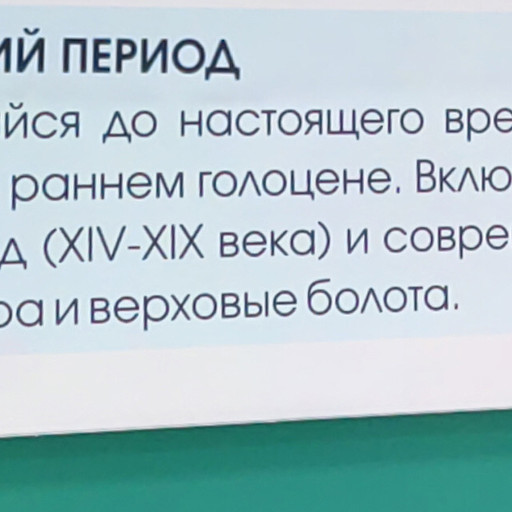 ИЙ ПЕРИОД
йся до настоящего вре
раннем голоцене. Вклю
д (XIV-XIX века) и совре
ра и верховые болота.